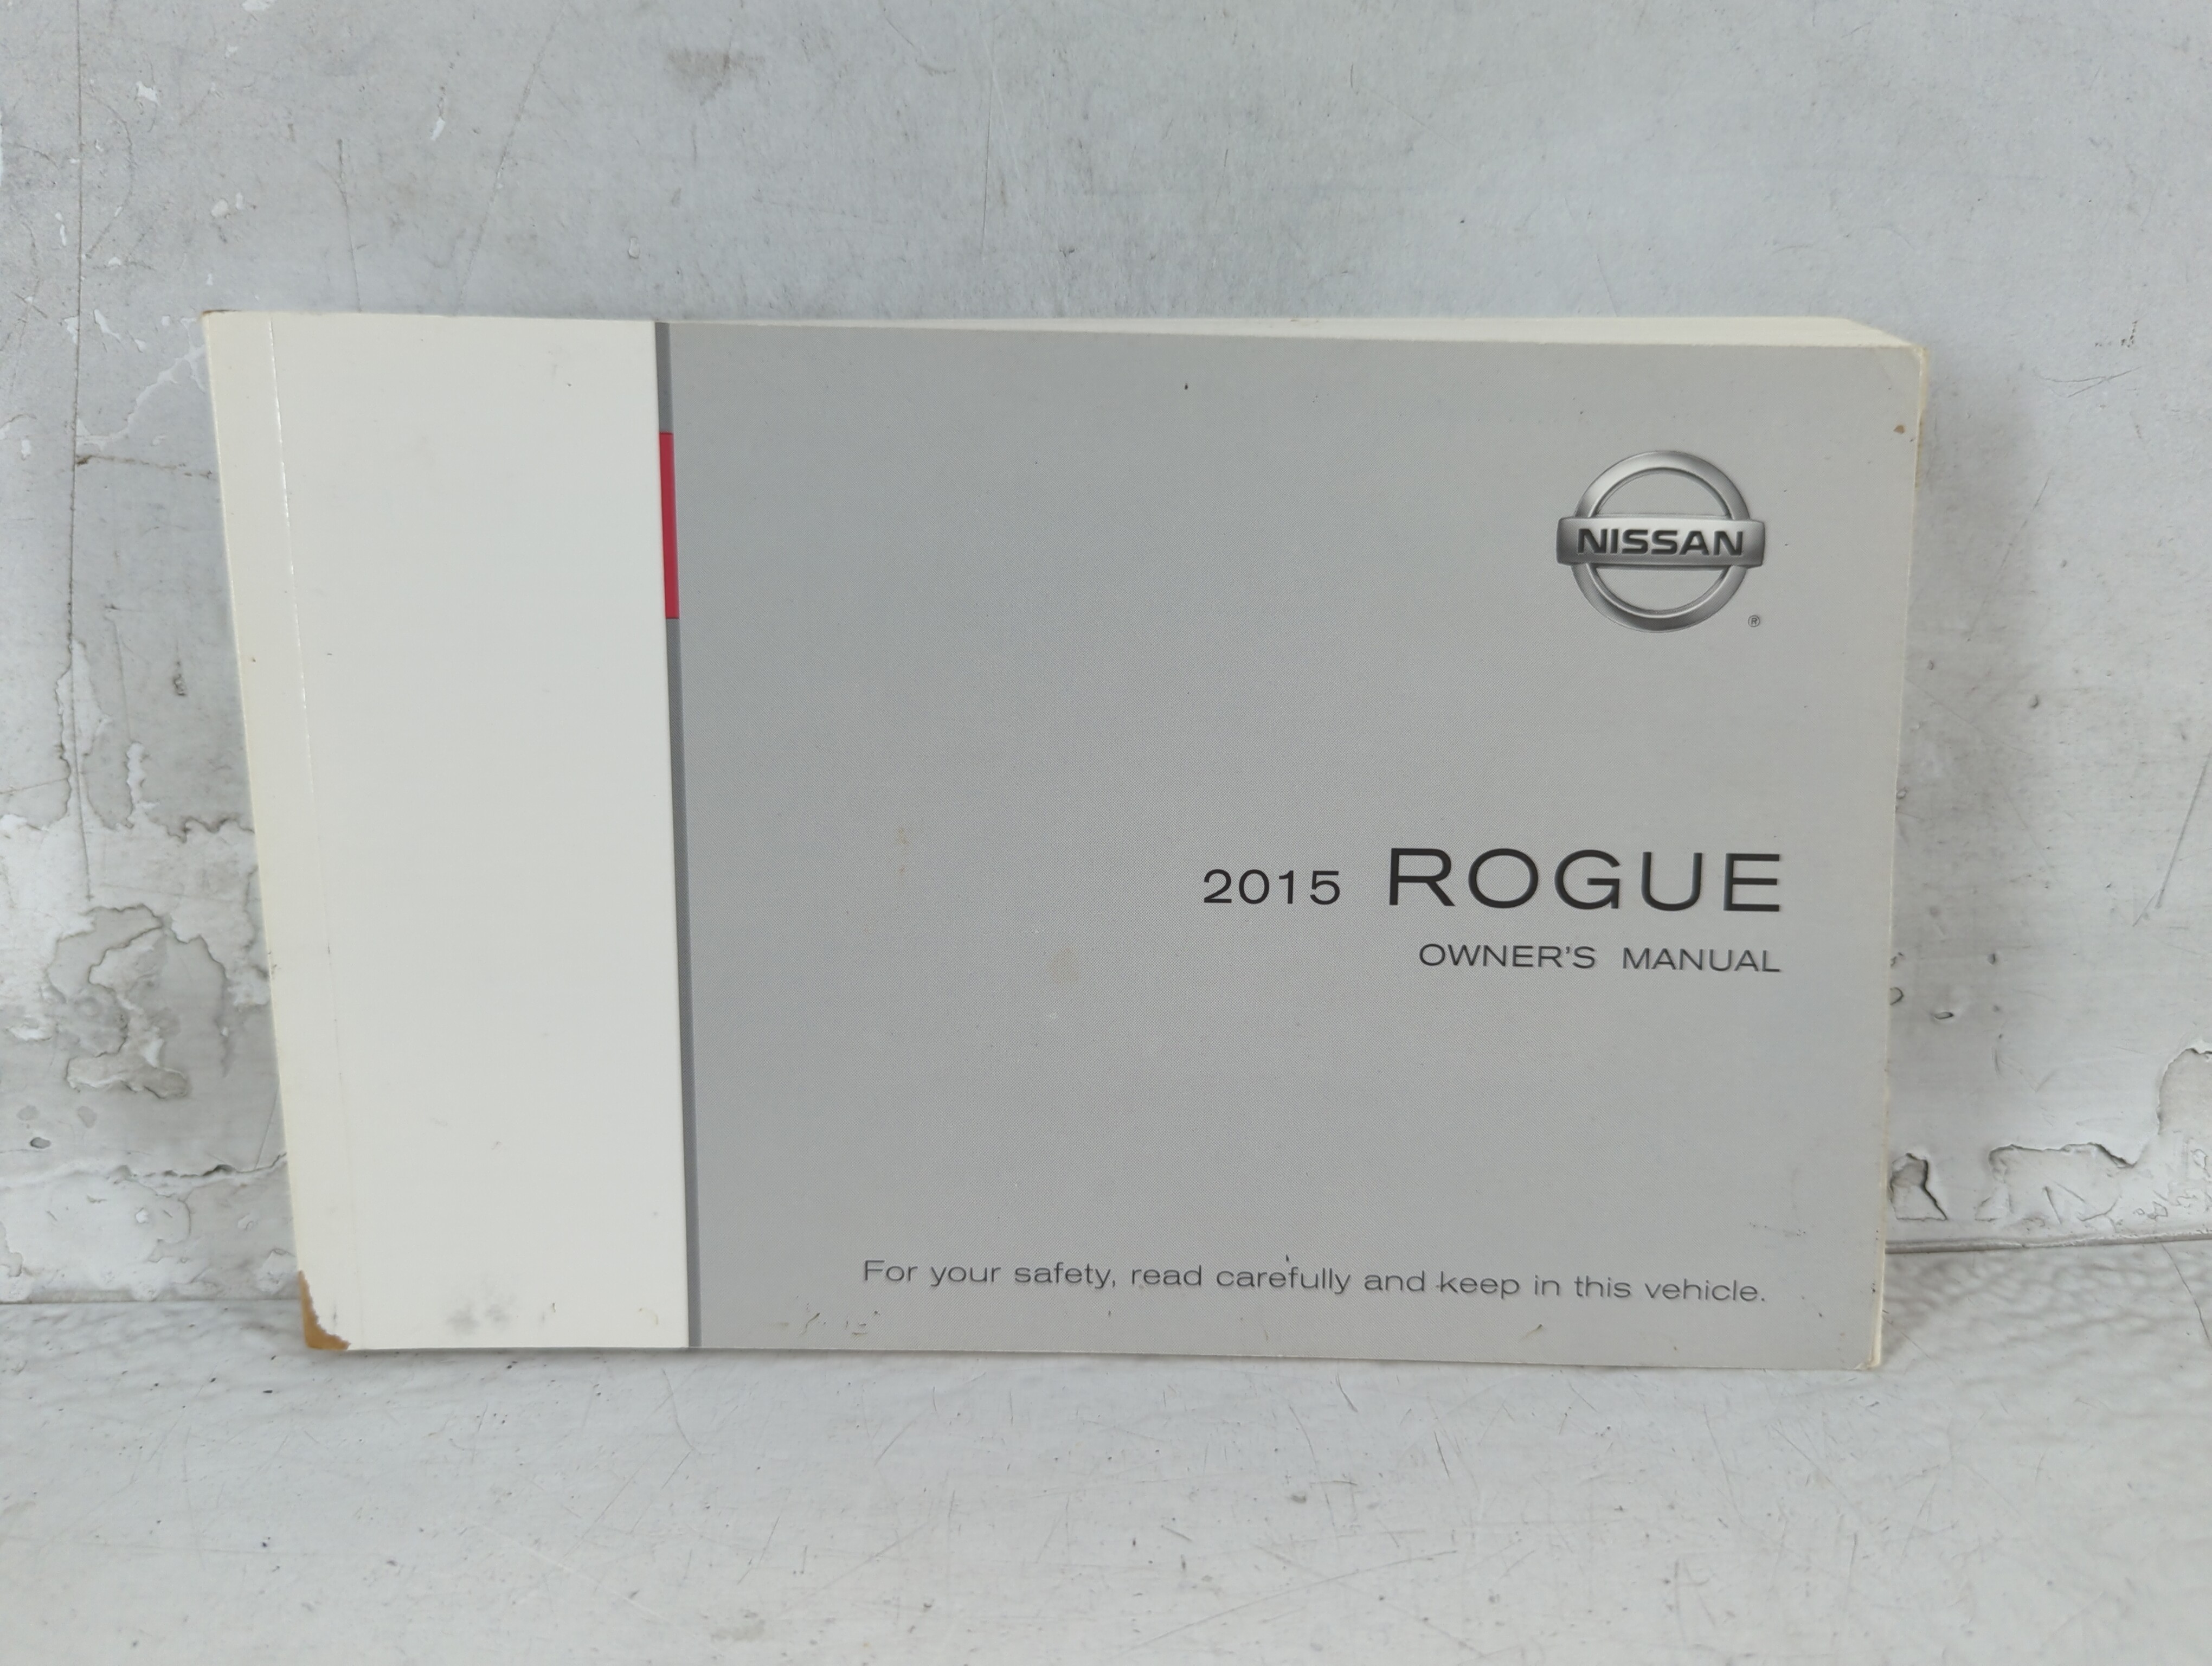 NISSAN
®
2015 ROGUE
OWNER'S MANUAL
For your safety, read carefully and keep in this vehicle.